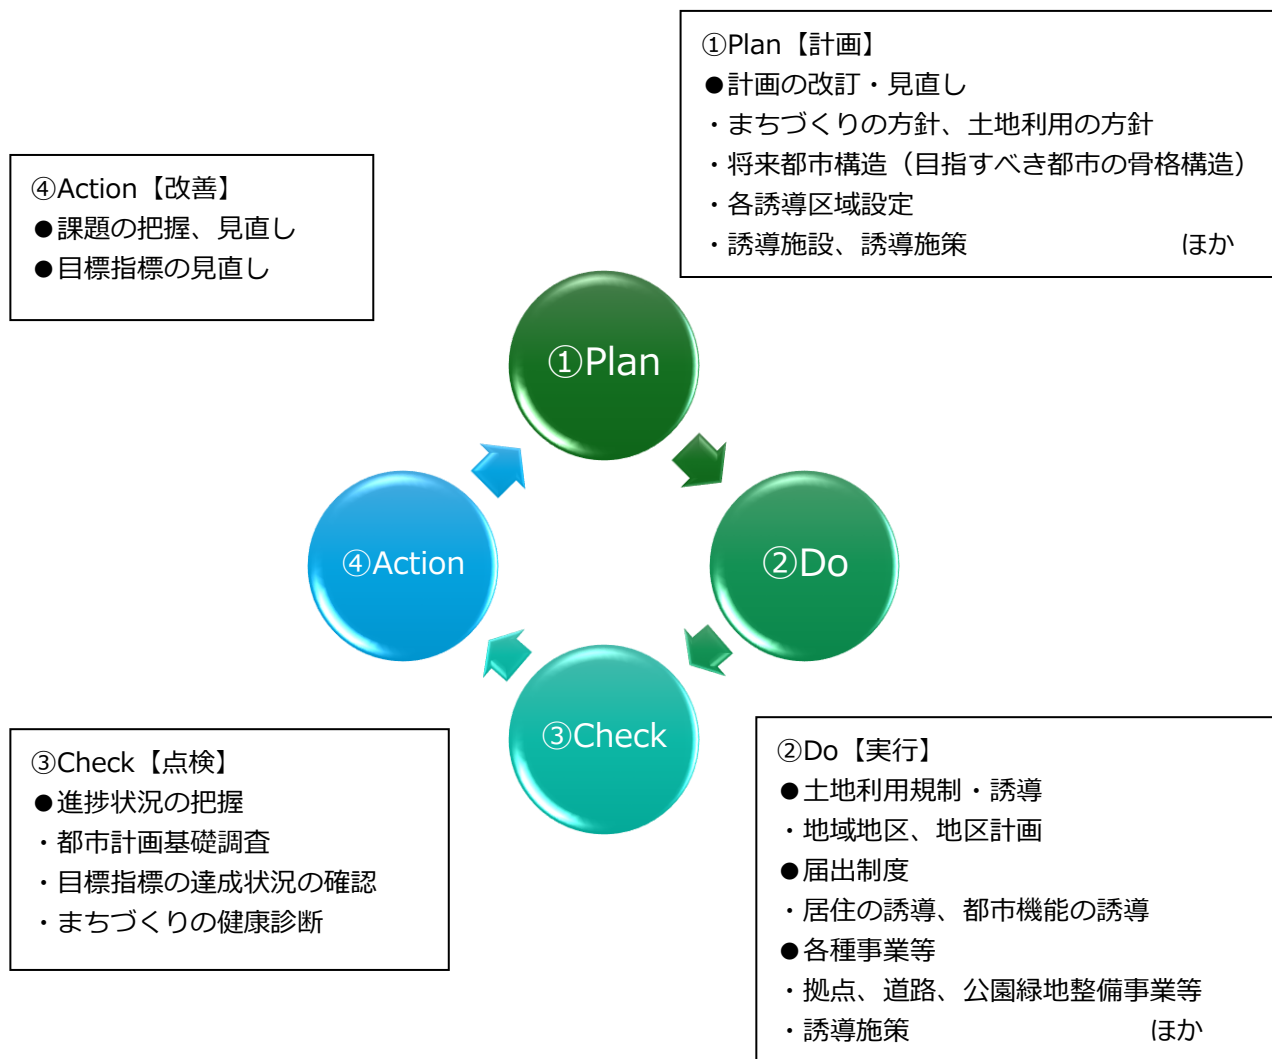 ①Plan【計画】
●計画の改訂・見直し
・まちづくりの方針、土地利用の方針
・将来都市構造（目指すべき都市の骨格構造）
・各誘導区域設定
・誘導施設、誘導施策　ほか
④Action【改善】
●課題の把握、見直し
●目標指標の見直し
①Plan
④Action
②Do
③Check
③Check【点検】
●進捗状況の把握
・都市計画基礎調査
・目標指標の達成状況の確認
・まちづくりの健康診断
②Do【実行】
●土地利用規制・誘導
・地域地区、地区計画
●届出制度
・居住の誘導、都市機能の誘導
●各種事業等
・拠点、道路、公園緑地整備事業等
・誘導施策　ほか